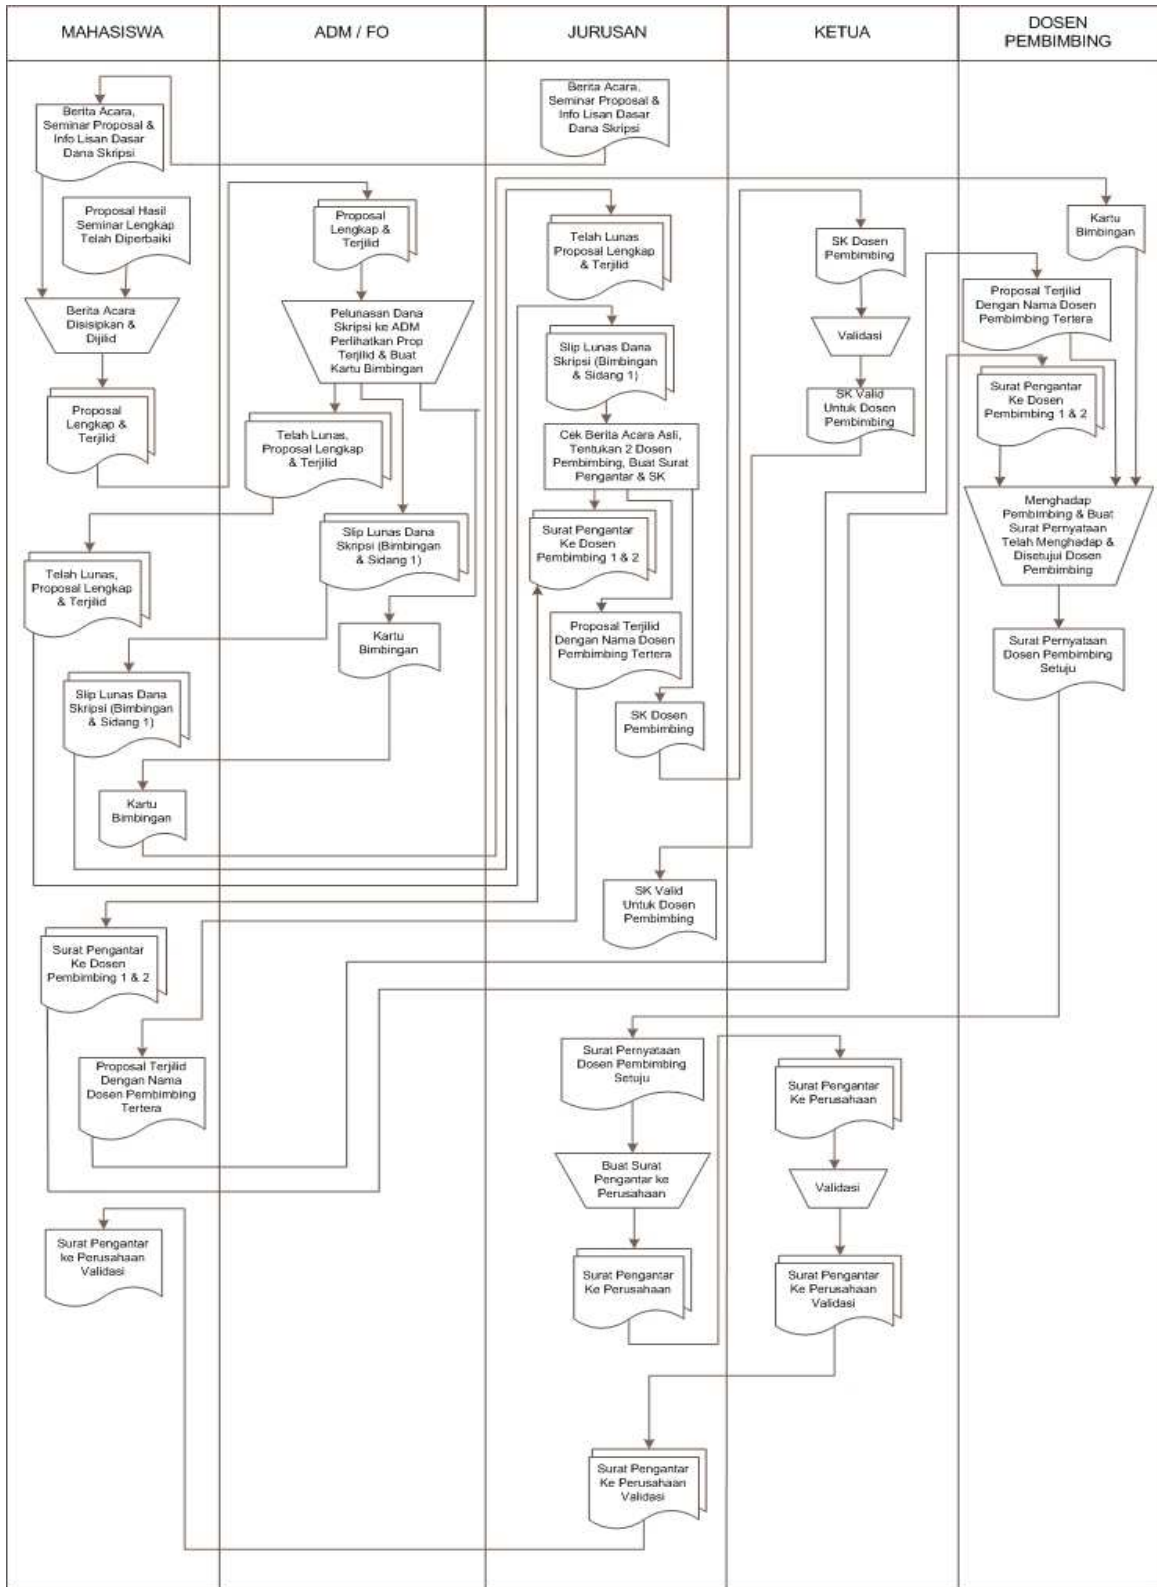 MAHASISWA
ADM / FO
JURUSAN
KETUA
DOSEN
PEMBIMBING
Berita Acara,
Seminar Proposal &
Info Lisan Dasar
Dana Skripsi
Proposal Hasil
Seminar Lengkap
Telah Diperbaiki
Berita Acara
Disisipkan &
Dijilid
Proposal
Lengkap &
Terjilid
Telah Lunas,
Proposal Lengkap
& Terjilid
Slip Lunas Dana
Skripsi (Bimbingan
& Sidang 1)
Kartu
Bimbingan
Surat Pengantar
Ke Dosen
Pembimbing 1 & 2
Proposal Terjilid
Dengan Nama
Dosen Pembimbing
Tertera
Surat Pengantar
ke Perusahaan
Validasi
Proposal
Lengkap &
Terjilid
Pelunasan Dana
Skripsi ke ADM
Perlihatkan Prop
Terjilid & Buat
Kartu Bimbingan
Telah Lunas,
Proposal Lengkap
& Terjilid
Slip Lunas Dana
Skripsi (Bimbingan
& Sidang 1)
Kartu
Bimbingan
Berita Acara,
Seminar Proposal &
Info Lisan Dasar
Dana Skripsi
Telah Lunas
Proposal Lengkap
& Terjilid
Slip Lunas Dana
Skripsi (Bimbingan
& Sidang 1)
Cek Berita Acara Asli,
Tentukan 2 Dosen
Pembimbing, Buat Surat
Pengantar & SK
Surat Pengantar
Ke Dosen
Pembimbing 1 & 2
Proposal Terjilid
Dengan Nama Dosen
Pembimbing Tertera
SK Dosen
Pembimbing
SK Valid
Untuk Dosen
Pembimbing
Surat Pernyataan
Dosen Pembimbing
Setuju
Buat Surat
Pengantar ke
Perusahaan
Surat Pengantar
Ke Perusahaan
Surat Pengantar
Ke Perusahaan
Validasi
SK Dosen
Pembimbing
Validasi
SK Valid
Untuk Dosen
Pembimbing
Surat Pengantar
Ke Perusahaan
Validasi
Surat Pengantar
Ke Perusahaan
Validasi
Kartu
Bimbingan
Proposal Terjilid
Dengan Nama Dosen
Pembimbing Tertera
Surat Pengantar
Ke Dosen
Pembimbing 1 & 2
Menghadap
Pembimbing & Buat
Surat Pernyataan
Telah Menghadap &
Disetujui Dosen
Pembimbing
Surat Pernyataan
Dosen Pembimbing
Setuju